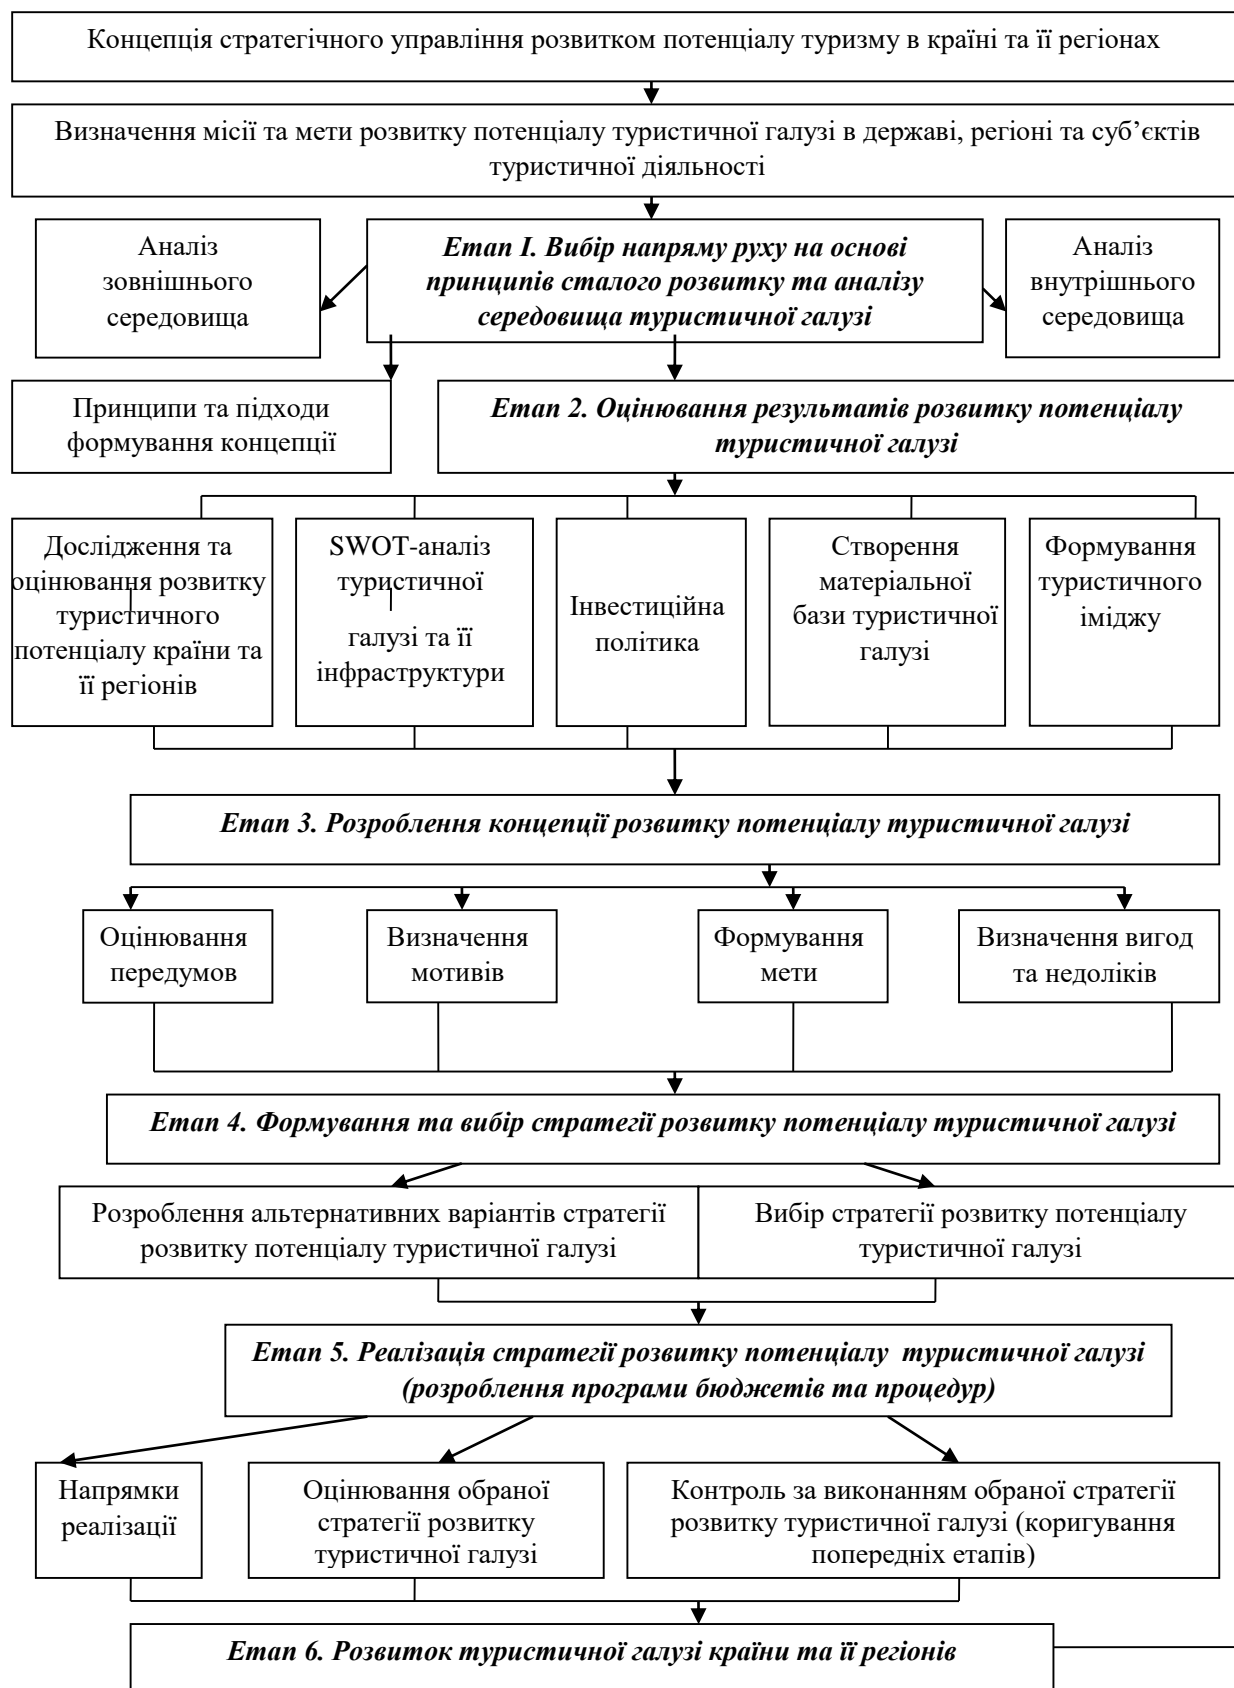 Концепція стратегічного управління розвитком потенціалу туризму в країні та її регіонах
Визначення місії та мети розвитку потенціалу туристичної галузі в державі, регіоні та суб’єктів
туристичної діяльності
Аналіз
зовнішнього
середовища
Етап І. Вибір напряму руху на основі
принципів сталого розвитку та аналізу
середовища туристичної галузі
Аналіз
внутрішнього
середовища
Принципи та підходи
формування концепції
Етап 2. Оцінювання результатів розвитку потенціалу
туристичної галузі
Дослідження та
оцінювання розвитку
туристичного
потенціалу країни та
її регіонів
SWOT-аналіз
туристичної
галузі та її
інфраструктури
Інвестиційна
політика
Створення
матеріальної
бази туристичної
галузі
Формування
туристичного
іміджу
Етап 3. Розроблення концепції розвитку потенціалу туристичної галузі
Оцінювання
передумов
Визначення
мотивів
Формування
мети
Визначення вигод
та недоліків
Етап 4. Формування та вибір стратегії розвитку потенціалу туристичної галузі
Розроблення альтернативних варіантів стратегії
розвитку потенціалу туристичної галузі
Вибір стратегії розвитку потенціалу
туристичної галузі
Етап 5. Реалізація стратегії розвитку потенціалу туристичної галузі
(розроблення програми бюджетів та процедур)
Напрямки
реалізації
Оцінювання обраної
стратегії розвитку
туристичної галузі
Контроль за виконанням обраної стратегії
розвитку туристичної галузі (коригування
попередніх етапів)
Етап 6. Розвиток туристичної галузі країни та її регіонів